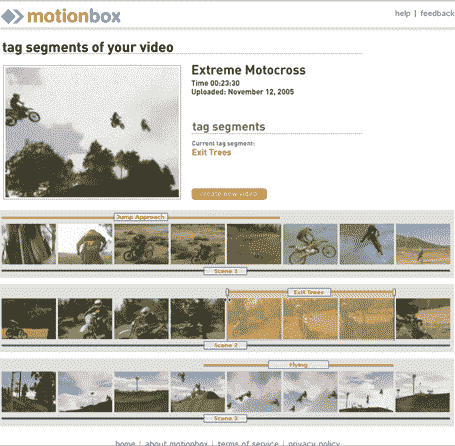 motionbox
help | feedback
tag segments of your video
Extreme Motocross
Time 00:23:30
Uploaded: November 12, 2005
tag segments
Current tag segment:
Exit Trees
create new video
Jump Approach
Scene 1
Exit Trees
Scene 2
Flying
Scene 3
home | about motionbox | terms of service | privacy policy